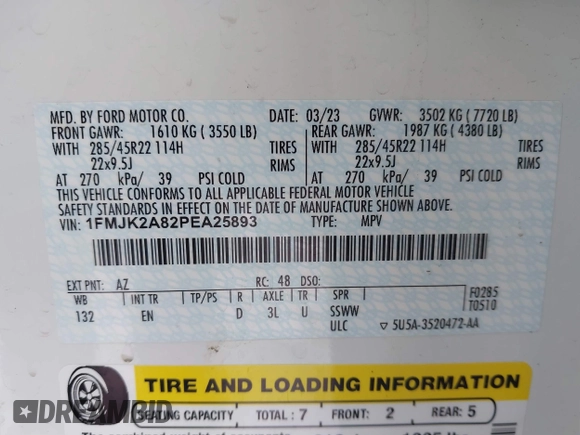 MFD. BY FORD MOTOR CO. DATE: 03/23 GVWR: 3502 KG ( 7720 LB)
FRONT GAWR: 1610 KG ( 3550 LB) REAR GAWR: 1987 KG ( 4380 LB)
WITH 285/45R22 114H TIRES WITH 285/45R22 114H TIRES
22x9.5J RIMS 22x9.5J RIMS
AT 270 kPa/ 39 PSI COLD AT 270 kPa/ 39 PSI COLD
THIS VEHICLE CONFORMS TO ALL APPLICABLE FEDERAL MOTOR VEHICLE
SAFETY STANDARDS IN EFFECT ON THE DATE OF MANUFACTURE SHOWN ABOVE.
VIN: 1FMJK2A82PEA25893 TYPE: MPV
EXT PNT: AZ RC: 48 DSO: F0285
WB INT TR TP/PS R AXLE TR SPR T0510
132 EN D 3L U SSWW
ULC ▽ 5U5A-3520472-AA
TIRE AND LOADING INFORMATION
SEATING CAPACITY TOTAL : 7 FRONT: 2 REAR: 5
DREAMBID